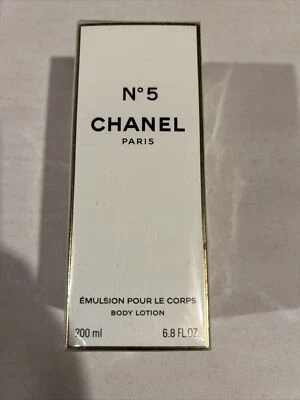 N°5
CHANEL
PARIS
ÉMULSION POUR LE CORPS
BODY LOTION
200 ml 6.8 FL.OZ.